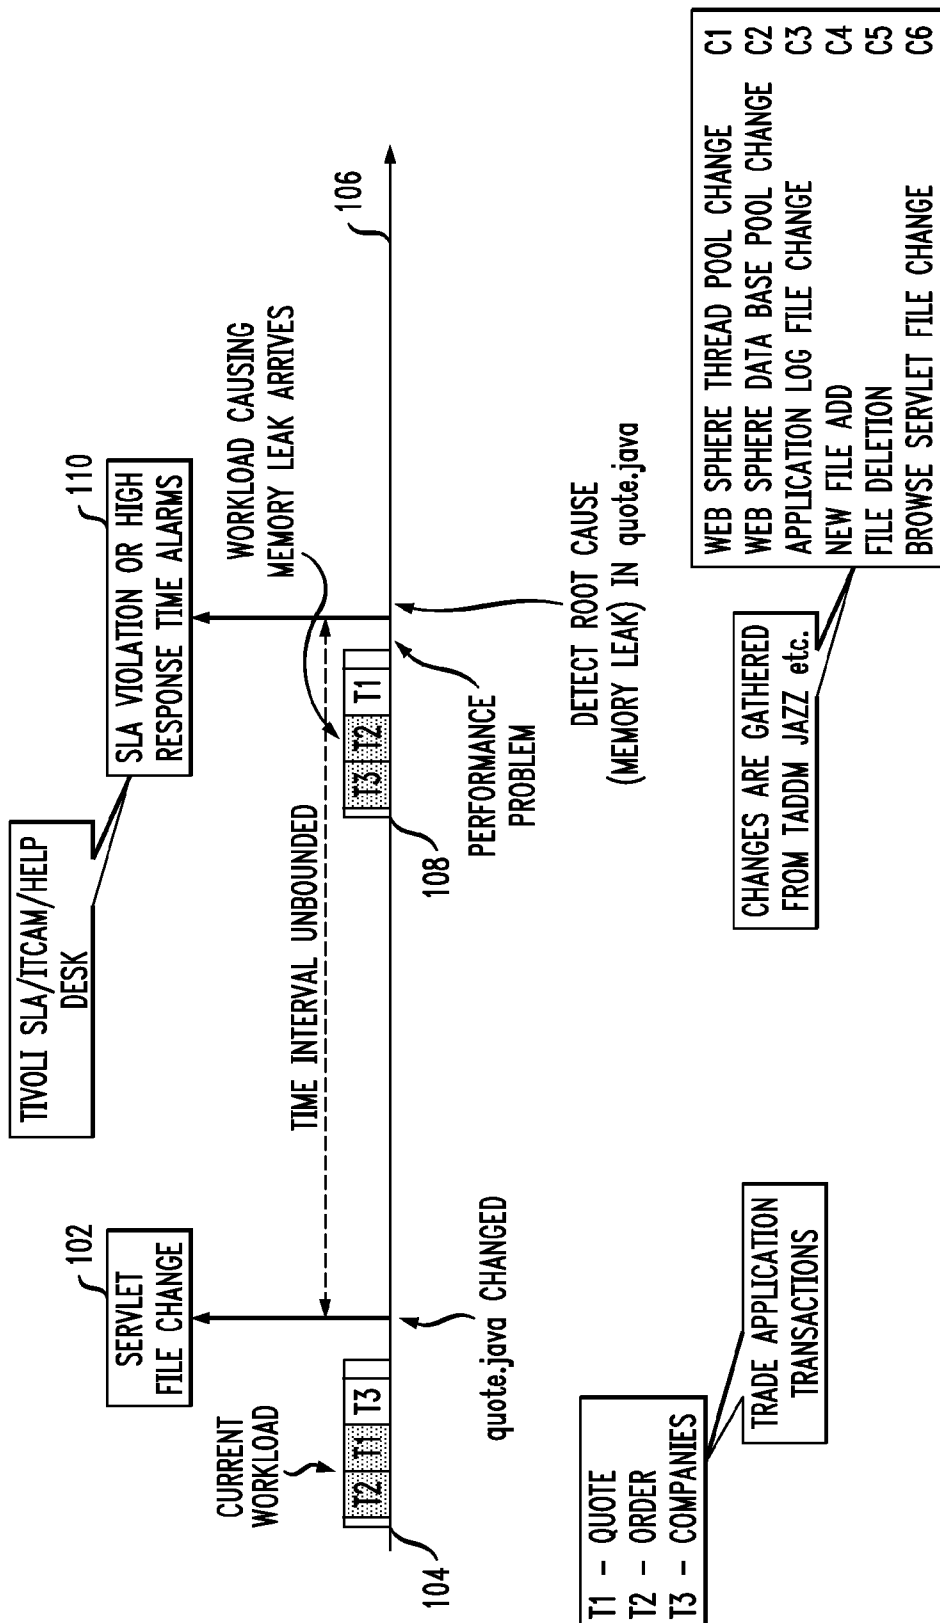 TIVOLI SLA/ITCAM/HELP
DESK
102
SERVLET
FILE CHANGE
110
SLA VIOLATION OR HIGH
RESPONSE TIME ALARMS
CURRENT
WORKLOAD
TIME INTERVAL UNBOUNDED
WORKLOAD CAUSING
MEMORY LEAK ARRIVES
T2 T1 T3
T3 T2 T1
104
108
106
quote.java CHANGED
PERFORMANCE
PROBLEM
DETECT ROOT CAUSE
(MEMORY LEAK) IN quote.java
T1 - QUOTE
T2 - ORDER
T3 - COMPANIES
TRADE APPLICATION
TRANSACTIONS
CHANGES ARE GATHERED
FROM TADDM JAZZ etc.
WEB SPHERE THREAD POOL CHANGE C1
WEB SPHERE DATA BASE POOL CHANGE C2
APPLICATION LOG FILE CHANGE C3
NEW FILE ADD C4
FILE DELETION C5
BROWSE SERVLET FILE CHANGE C6